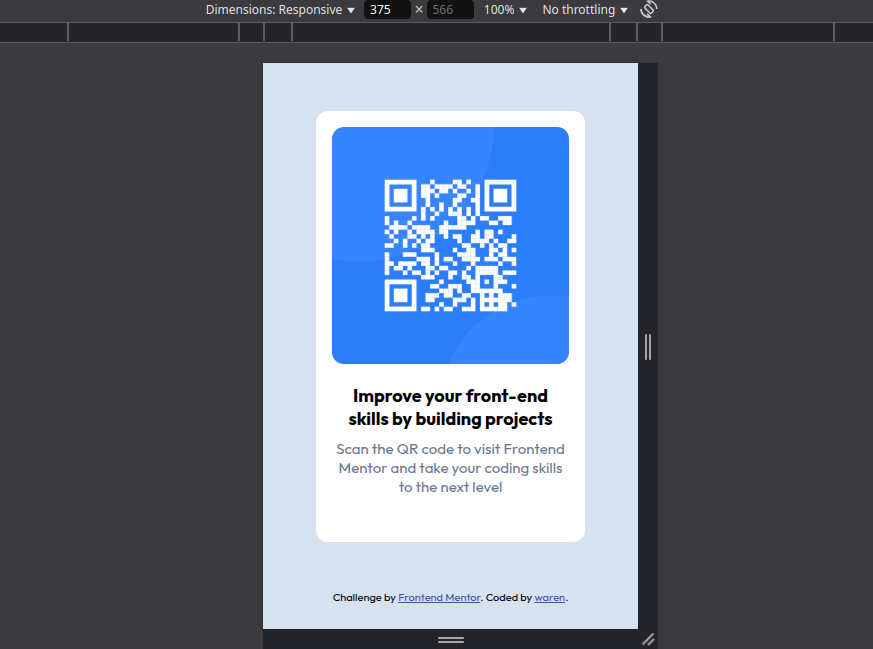 Dimensions: Responsive 375 × 566 100% No throttling
Improve your front-end
skills by building projects
Scan the QR code to visit Frontend
Mentor and take your coding skills
to the next level
Challenge by Frontend Mentor. Coded by waren.